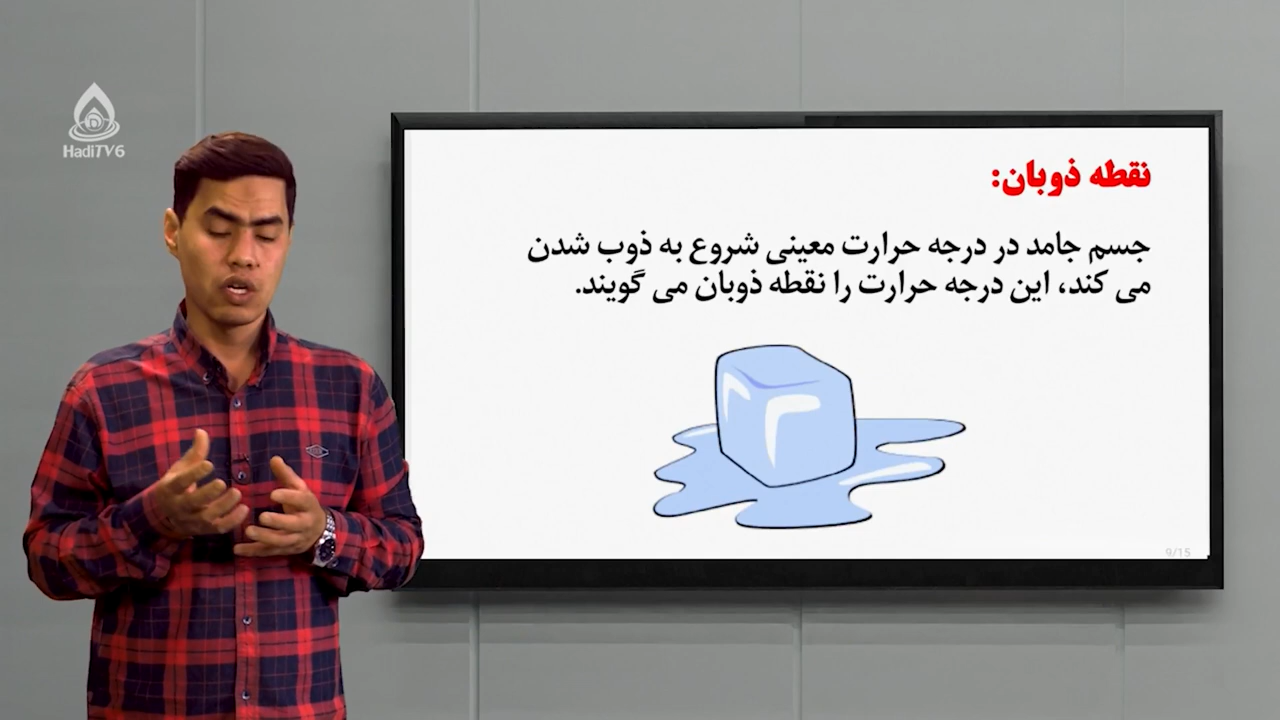 HadiTV6
نقطه ذوبان:
جسم جامد در درجه حرارت معینی شروع به ذوب شدن
می کند، این درجه حرارت را نقطه ذوبان می گویند.
9/15